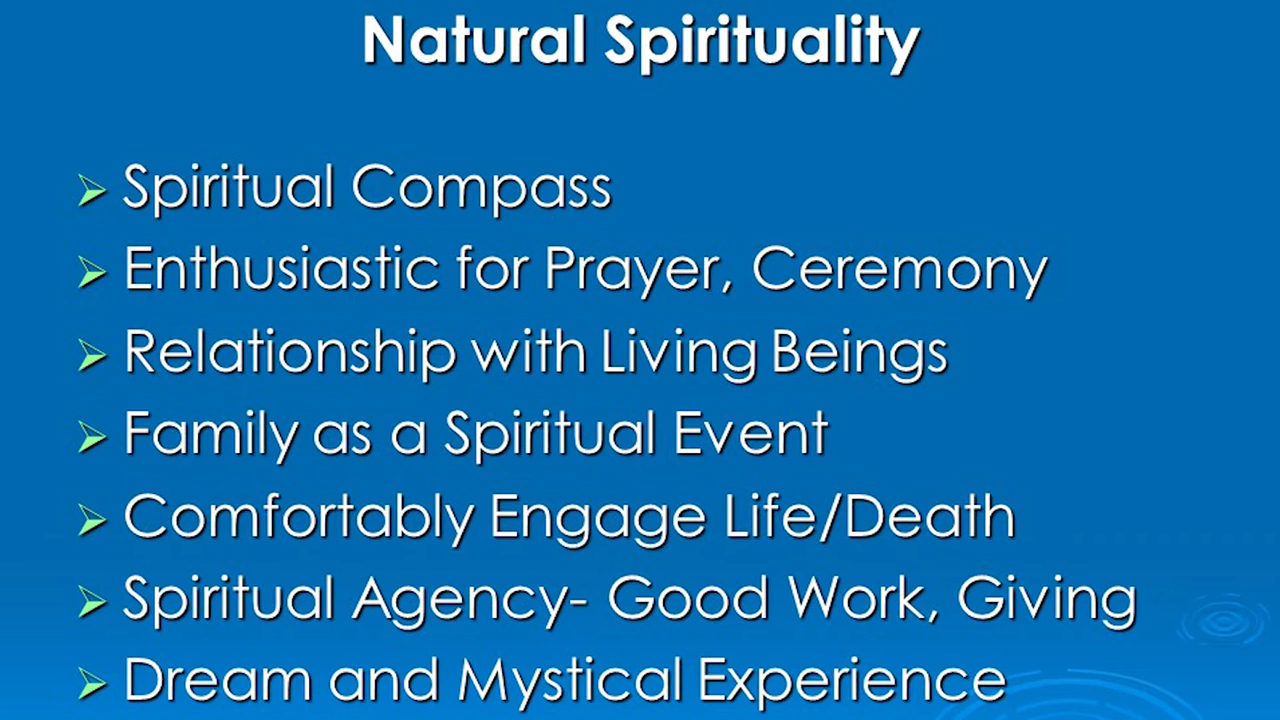 Natural Spirituality
Spiritual Compass
Enthusiastic for Prayer, Ceremony
Relationship with Living Beings
Family as a Spiritual Event
Comfortably Engage Life/Death
Spiritual Agency- Good Work, Giving
Dream and Mystical Experience